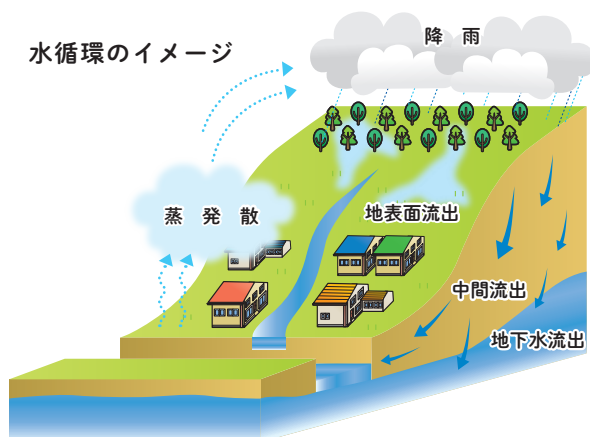 水循環のイメージ
降 雨
蒸 発 散
地表面流出
中間流出
地下水流出